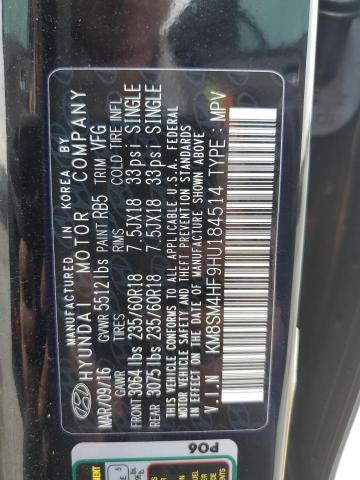 MANUFACTURED IN KOREA BY
HYUNDAI MOTOR COMPANY
MAR/09/16 GVWR 5512 lbs PAINT RB5 TRIM VFG
GAWR TIRES RIMS COLD TIRE INFL
FRONT 3064 lbs 235/60R18 7.5JX18 33psi SINGLE
REAR 3075 lbs 235/60R18 7.5JX18 33psi SINGLE
THIS VEHICLE CONFORMS TO ALL APPLICABLE U.S.A. FEDERAL
MOTOR VEHICLE SAFETY, BUMPER, AND THEFT PREVENTION STANDARDS
IN EFFECT ON THE DATE OF MANUFACTURE SHOWN ABOVE.
V.I.N : KM8SM4HF9HU184514 TYPE : MPV
P06